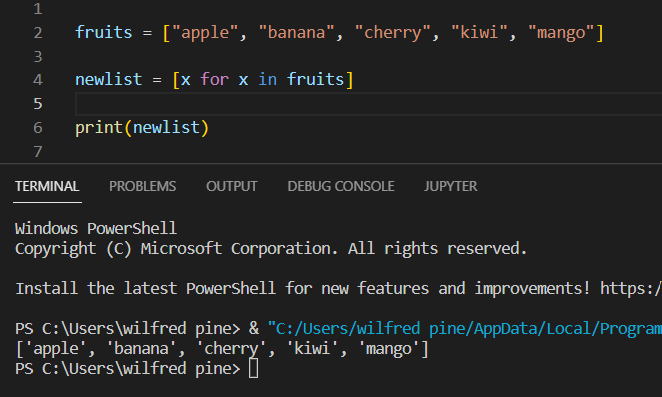 1
2 fruits = ["apple", "banana", "cherry", "kiwi", "mango"]
3
4 newlist = [x for x in fruits]
5
6 print(newlist)
7
TERMINAL PROBLEMS OUTPUT DEBUG CONSOLE JUPYTER
Windows PowerShell
Copyright (C) Microsoft Corporation. All rights reserved.
Install the latest PowerShell for new features and improvements! https:/
PS C:\Users\wilfred pine> & "C:/Users/wilfred pine/AppData/Local/Program
['apple', 'banana', 'cherry', 'kiwi', 'mango']
PS C:\Users\wilfred pine>